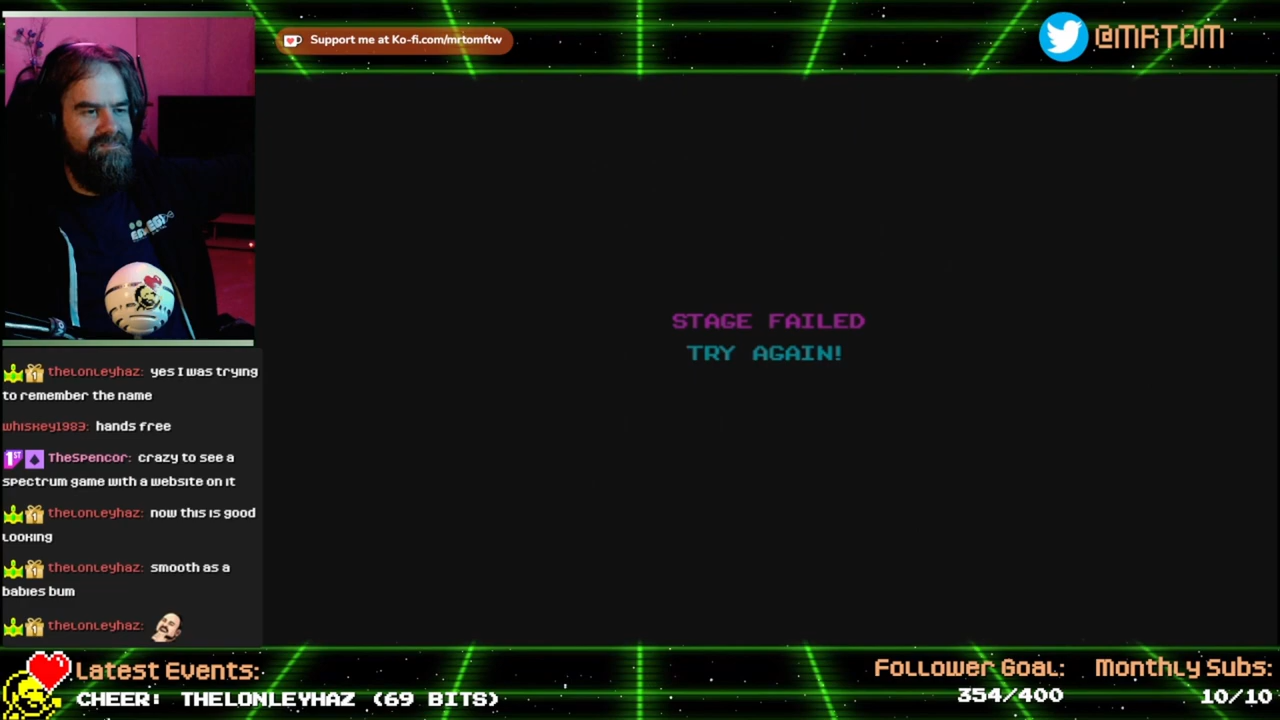 Support me at Ko-fi.com/mrtomftw
@MRTOM
STAGE FAILED
TRY AGAIN!
theLonleyhaz: yes I was trying
to remember the name
whiskey1983: hands free
1ST TheSpencor: crazy to see a
spectrum game with a website on it
theLonleyhaz: now this is good
looking
theLonleyhaz: smooth as a
babies bum
theLonleyhaz:
Latest Events:
CHEER: THELONLEYHAZ (69 BITS)
Follower Goal:
354/400
Monthly Subs:
10/10